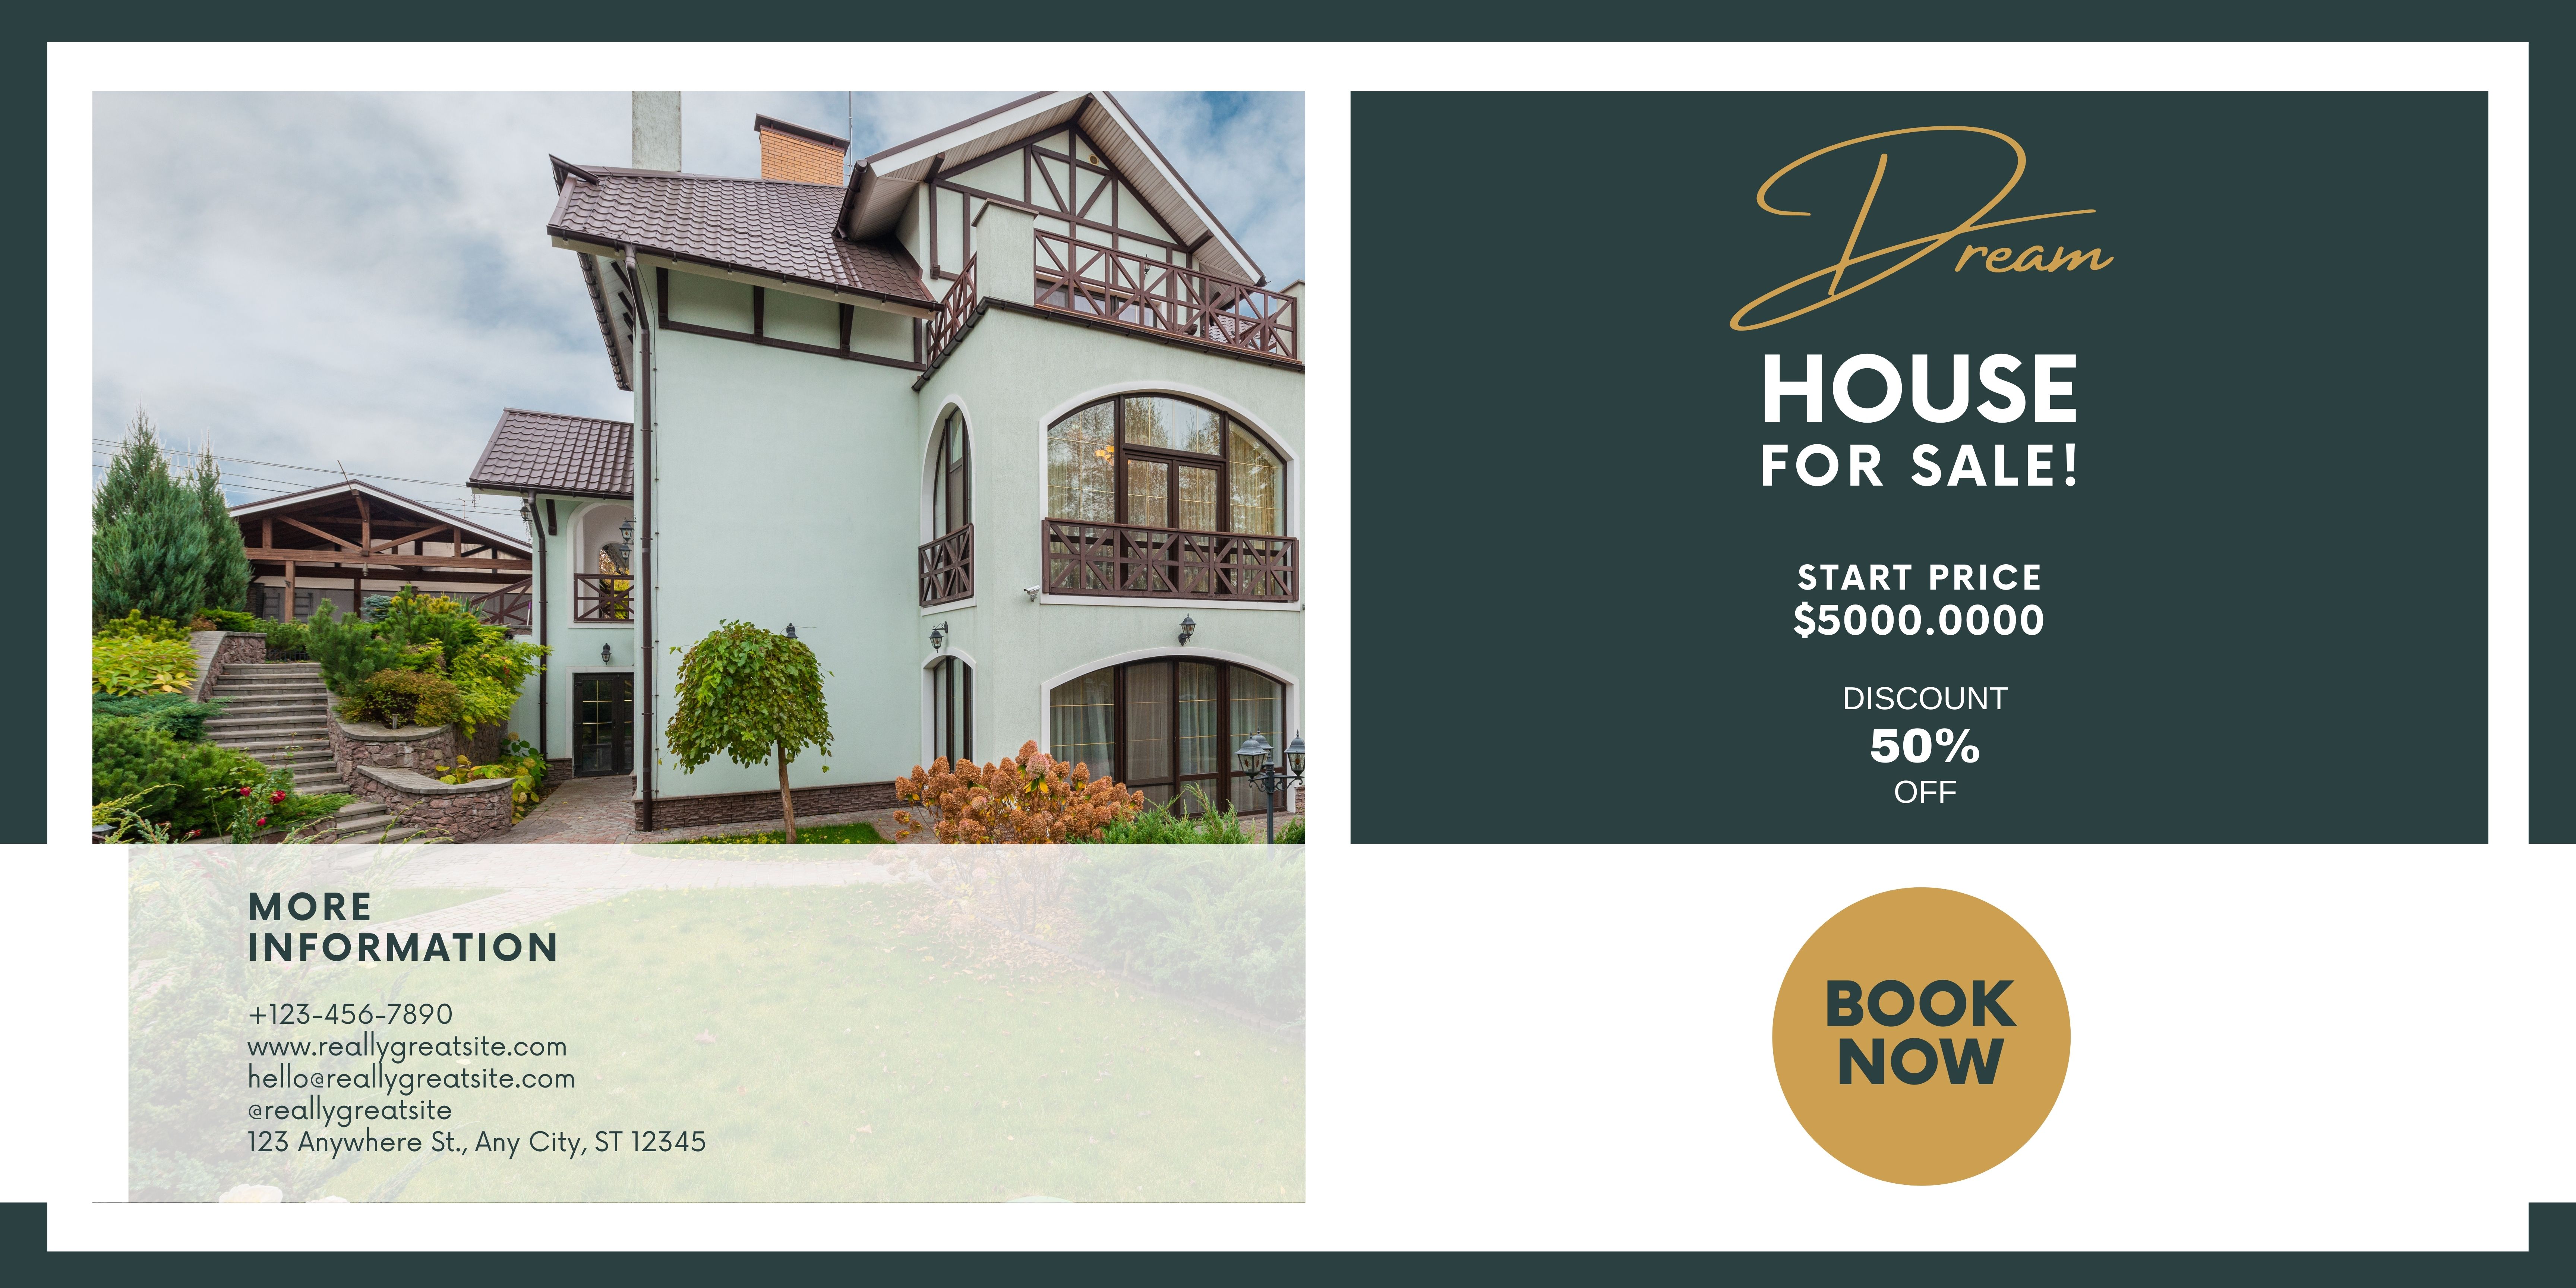 Dream
HOUSE
FOR SALE!
START PRICE
$5000.0000
DISCOUNT
50%
OFF
MORE
INFORMATION
+123-456-7890
www.reallygreatsite.com
hello@reallygreatsite.com
@reallygreatsite
123 Anywhere St., Any City, ST 12345
BOOK
NOW